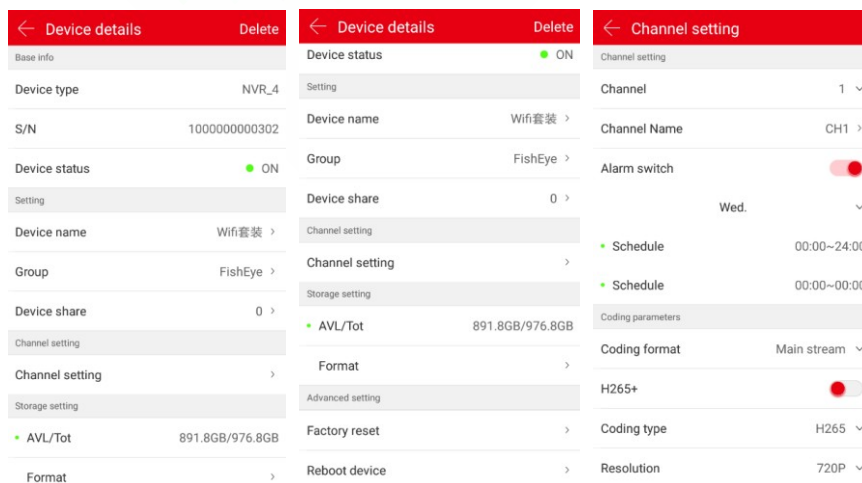 Device details Delete
Base info
Device type NVR_4
S/N 1000000000302
Device status ON
Setting
Device name Wifi套装
Group FishEye
Device share 0
Channel setting
Channel setting
Storage setting
AVL/Tot 891.8GB/976.8GB
Format
Device details Delete
Device status ON
Setting
Device name Wifi套装
Group FishEye
Device share 0
Channel setting
Channel setting
Storage setting
AVL/Tot 891.8GB/976.8GB
Format
Advanced setting
Factory reset
Reboot device
Channel setting
Channel setting
Channel 1
Channel Name CH1
Alarm switch
Wed.
Schedule 00:00~24:00
Schedule 00:00~00:00
Coding parameters
Coding format Main stream
H265+
Coding type H265
Resolution 720P